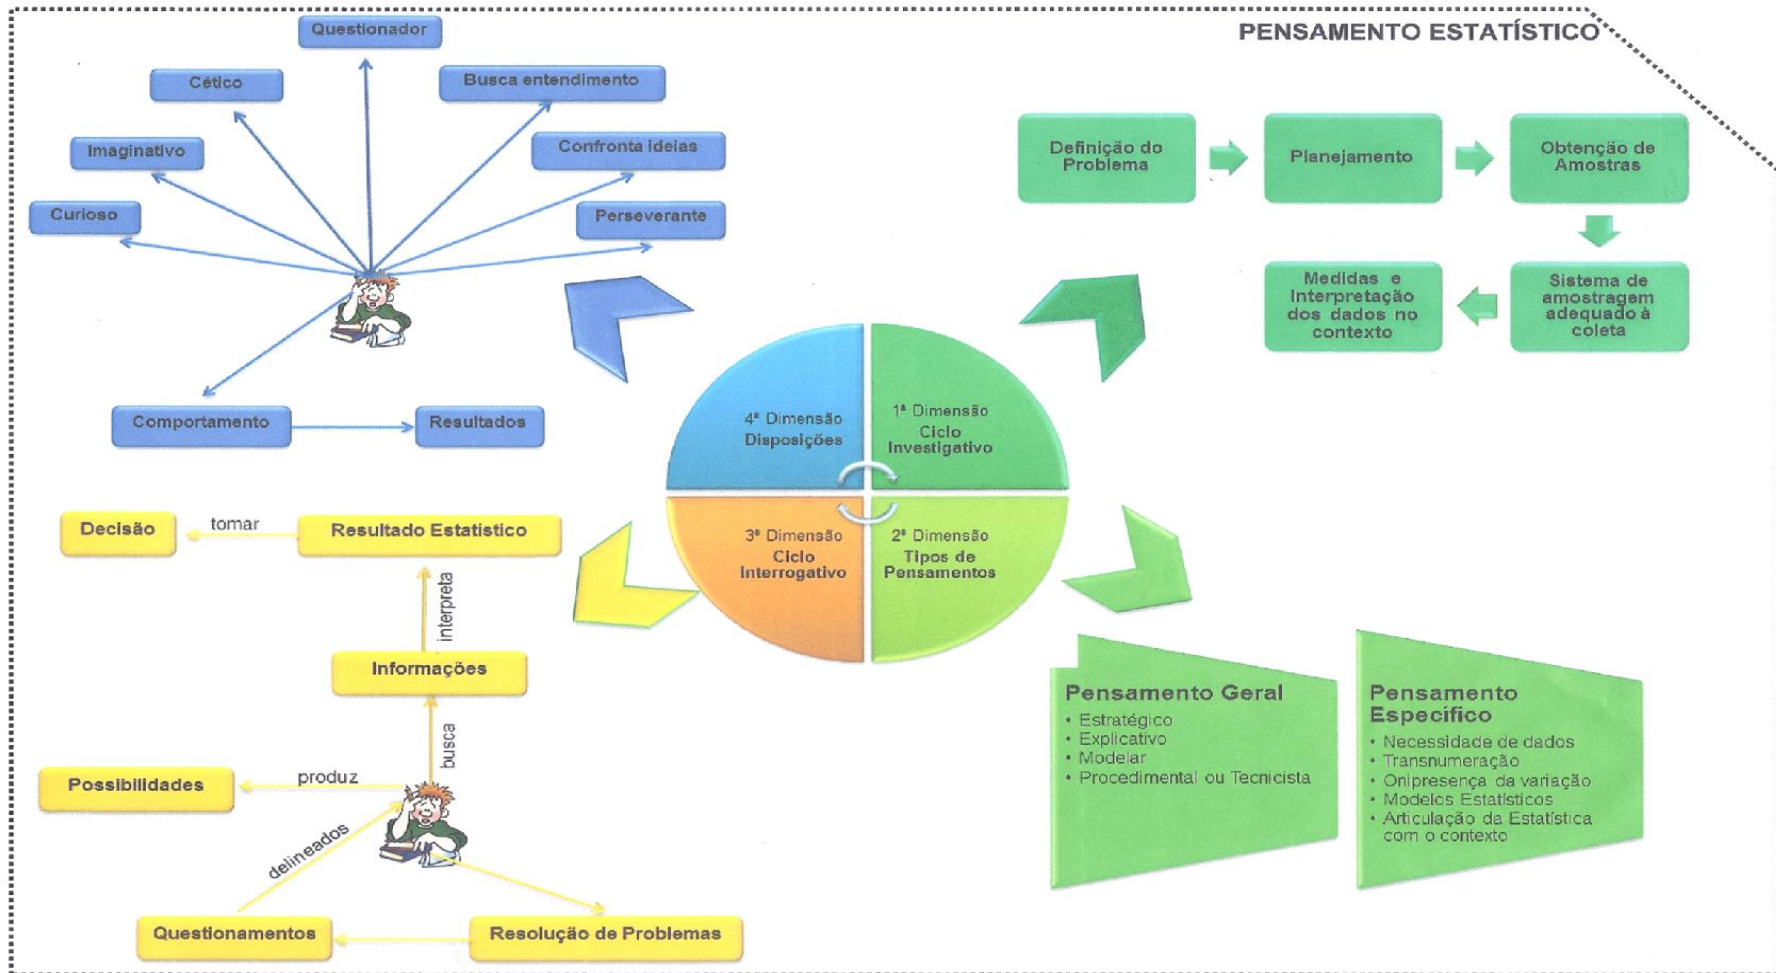 PENSAMENTO ESTATÍSTICO
Questionador
Cético
Busca entendimento
Imaginativo
Confronta ideias
Curioso
Perseverante
Comportamento
Resultados
Definição do
Problema
Planejamento
Obtenção de
Amostras
Sistema de
amostragem
adequado à
coleta
Medidas e
Interpretação
dos dados no
contexto
4ª Dimensão
Disposições
1ª Dimensão
Ciclo
Investigativo
3ª Dimensão
Ciclo
Interrogativo
2ª Dimensão
Tipos de
Pensamentos
Decisão
tomar
Resultado Estatístico
interpreta
Informações
busca
Possibilidades
produz
delineados
Questionamentos
Resolução de Problemas
Pensamento Geral
• Estratégico
• Explicativo
• Modelar
• Procedimental ou Tecnicista
Pensamento
Específico
• Necessidade de dados
• Transnumeração
• Onipresença da variação
• Modelos Estatísticos
• Articulação da Estatística
com o contexto